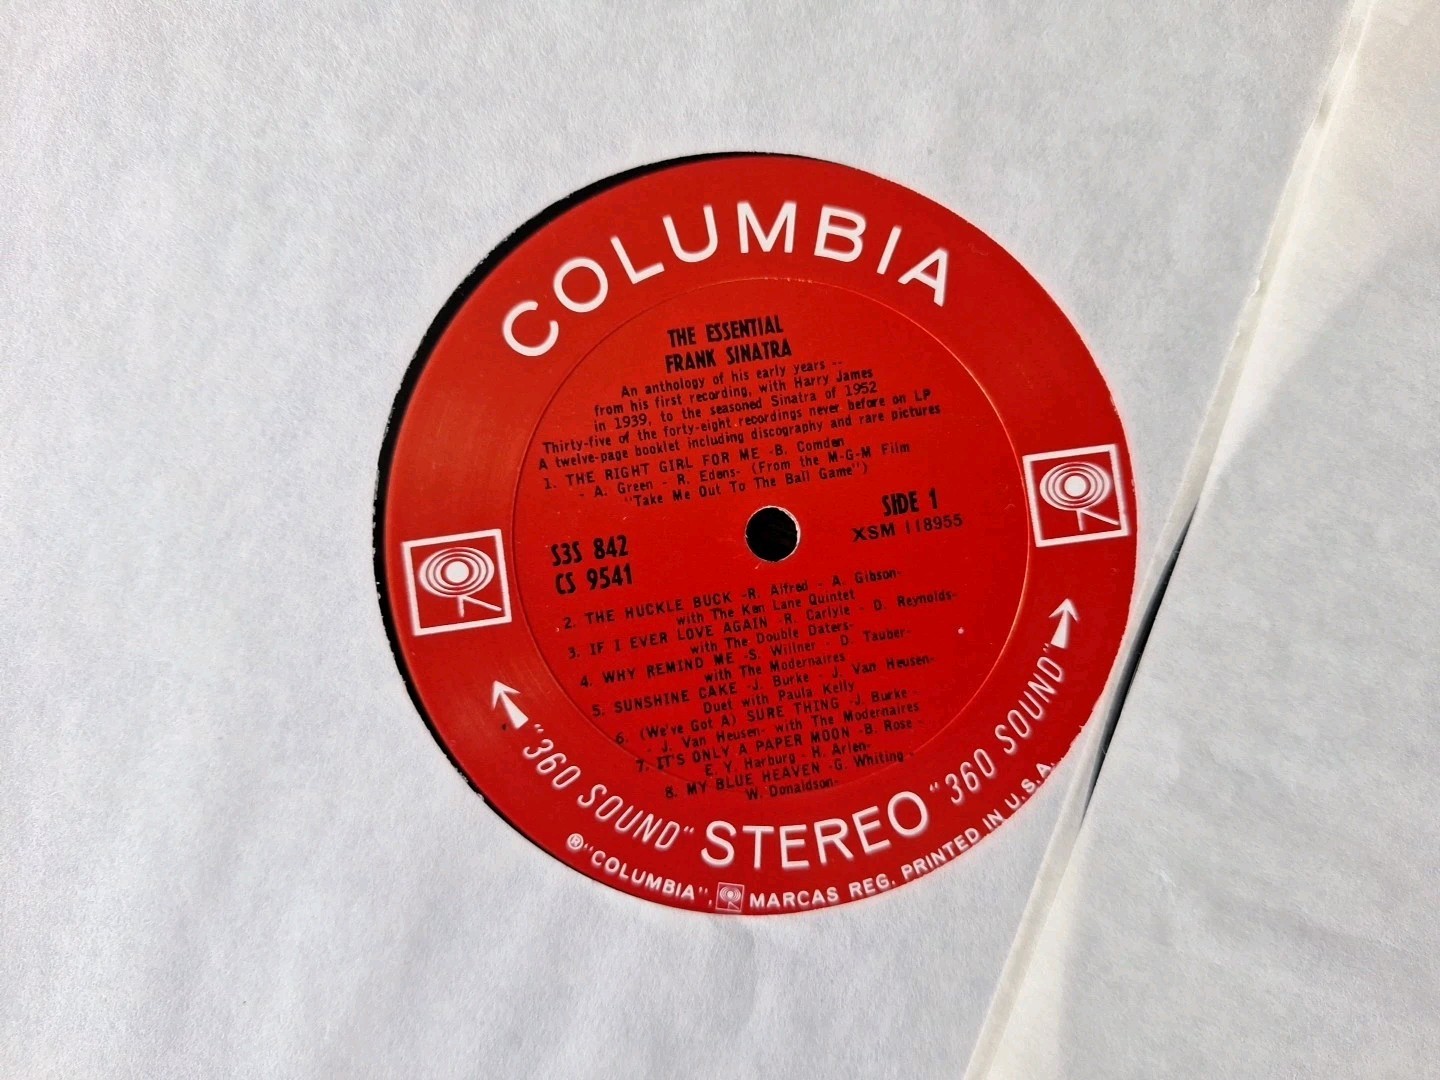 COLUMBIA
THE ESSENTIAL
FRANK SINATRA
An anthology of his early years --
from his first recording, with Harry James
in 1939, to the seasoned Sinatra of 1952
Thirty-five of the forty-eight recordings never before on LP
A twelve-page booklet including discography and rare pictures
1. THE RIGHT GIRL FOR ME -B. Comden
- A. Green - R. Edens- (From the M-G-M Film
"Take Me Out To The Ball Game")
S3S 842
CS 9541
SIDE 1
XSM 118955
2. THE HUCKLE BUCK -R. Alfred - A. Gibson-
with The Ken Lane Quintet
3. IF I EVER LOVE AGAIN -R. Carlyle - D. Reynolds-
with The Double Daters-
4. WHY REMIND ME -S. Willner - D. Tauber-
with The Modernaires
5. SUNSHINE CAKE -J. Burke - J. Van Heusen-
Duet with Paula Kelly
6. (We've Got A) SURE THING -J. Burke -
- J. Van Heusen- with The Modernaires
7. IT'S ONLY A PAPER MOON -B. Rose -
E. Y. Harburg - H. Arlen-
8. MY BLUE HEAVEN -G. Whiting -
W. Donaldson-
"360 SOUND" STEREO "360 SOUND"
® "COLUMBIA", MARCAS REG. PRINTED IN U.S.A.